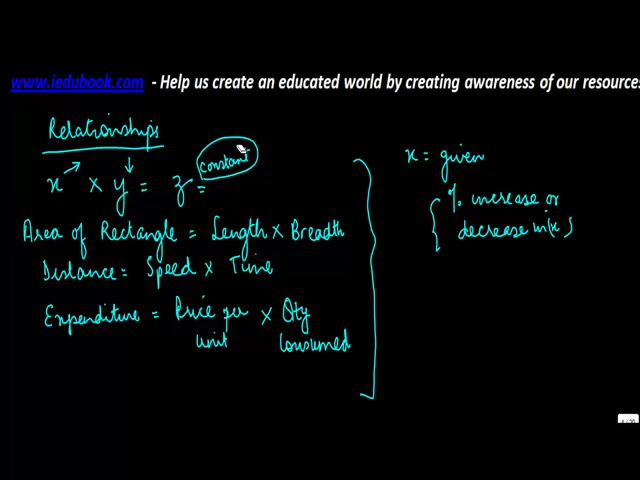 www.iedubook.com - Help us create an educated world by creating awareness of our resources
Relationships
x × y = z = constant
Area of Rectangle = Length × Breadth
Distance = Speed × Time
Expenditure = Price per unit × Qty consumed
x = given
% increase or
decrease in (x)